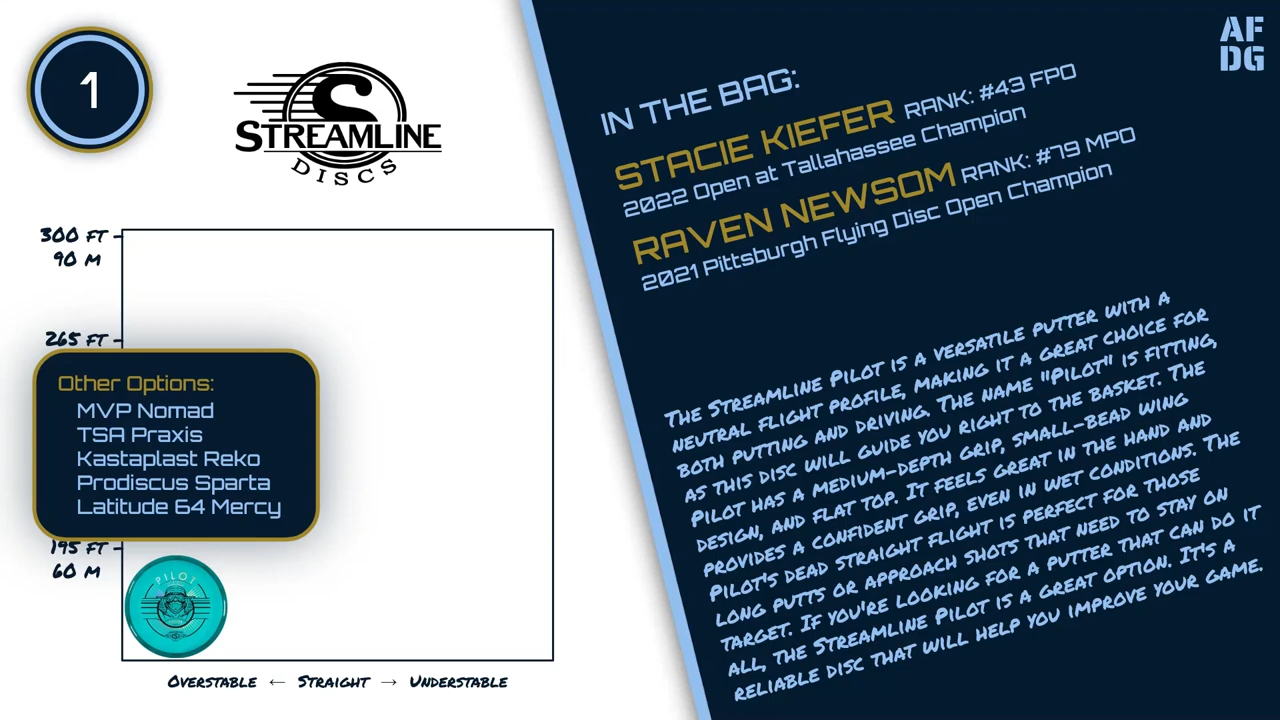 1
STREAMLINE
DISCS
AF
DG
IN THE BAG:
STACIE KIEFER RANK: #43 FPO
2022 Open at Tallahassee Champion
RAVEN NEWSOM RANK: #79 MPO
2021 Pittsburgh Flying Disc Open Champion
300 FT
90 M
265 FT
Other Options:
MVP Nomad
TSA Praxis
Kastaplast Reko
Prodiscus Sparta
Latitude 64 Mercy
195 FT
60 M
PILOT
OVERSTABLE ← STRAIGHT → UNDERSTABLE
THE STREAMLINE PILOT IS A VERSATILE PUTTER WITH A
NEUTRAL FLIGHT PROFILE, MAKING IT A GREAT CHOICE FOR
BOTH PUTTING AND DRIVING. THE NAME "PILOT" IS FITTING,
AS THIS DISC WILL GUIDE YOU RIGHT TO THE BASKET. THE
PILOT HAS A MEDIUM-DEPTH GRIP, SMALL-BEAD WING
DESIGN, AND FLAT TOP. IT FEELS GREAT IN THE HAND AND
PROVIDES A CONFIDENT GRIP, EVEN IN WET CONDITIONS. THE
PILOT'S DEAD STRAIGHT FLIGHT IS PERFECT FOR THOSE
LONG PUTTS OR APPROACH SHOTS THAT NEED TO STAY ON
TARGET. IF YOU'RE LOOKING FOR A PUTTER THAT CAN DO IT
ALL, THE STREAMLINE PILOT IS A GREAT OPTION. IT'S A
RELIABLE DISC THAT WILL HELP YOU IMPROVE YOUR GAME.